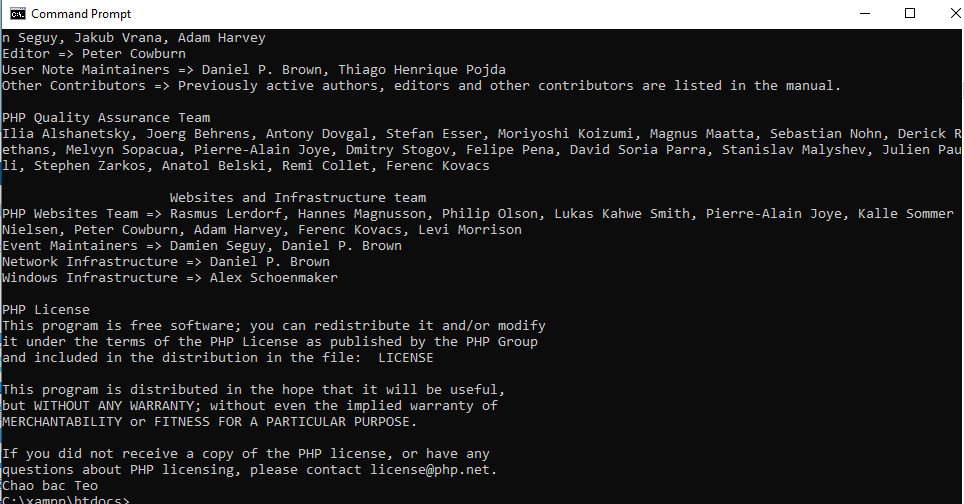 Command Prompt
n Seguy, Jakub Vrana, Adam Harvey
Editor => Peter Cowburn
User Note Maintainers => Daniel P. Brown, Thiago Henrique Pojda
Other Contributors => Previously active authors, editors and other contributors are listed in the manual.
PHP Quality Assurance Team
Ilia Alshanetsky, Joerg Behrens, Antony Dovgal, Stefan Esser, Moriyoshi Koizumi, Magnus Maatta, Sebastian Nohn, Derick R
ethans, Melvyn Sopacua, Pierre-Alain Joye, Dmitry Stogov, Felipe Pena, David Soria Parra, Stanislav Malyshev, Julien Pau
li, Stephen Zarkos, Anatol Belski, Remi Collet, Ferenc Kovacs
Websites and Infrastructure team
PHP Websites Team => Rasmus Lerdorf, Hannes Magnusson, Philip Olson, Lukas Kahwe Smith, Pierre-Alain Joye, Kalle Sommer
Nielsen, Peter Cowburn, Adam Harvey, Ferenc Kovacs, Levi Morrison
Event Maintainers => Damien Seguy, Daniel P. Brown
Network Infrastructure => Daniel P. Brown
Windows Infrastructure => Alex Schoenmaker
PHP License
This program is free software; you can redistribute it and/or modify
it under the terms of the PHP License as published by the PHP Group
and included in the distribution in the file:  LICENSE
This program is distributed in the hope that it will be useful,
but WITHOUT ANY WARRANTY; without even the implied warranty of
MERCHANTABILITY or FITNESS FOR A PARTICULAR PURPOSE.
If you did not receive a copy of the PHP license, or have any
questions about PHP licensing, please contact license@php.net.
Chao bac Teo
C:\xampp\htdocs>